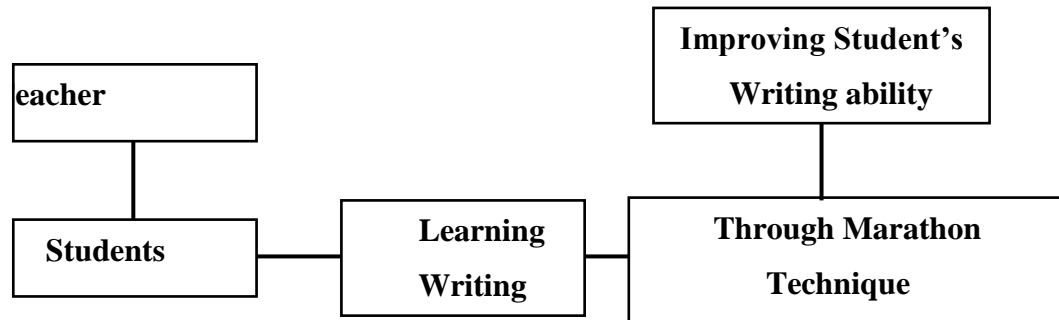 Improving Student’s
Writing ability
eacher
Students
Learning
Writing
Through Marathon
Technique